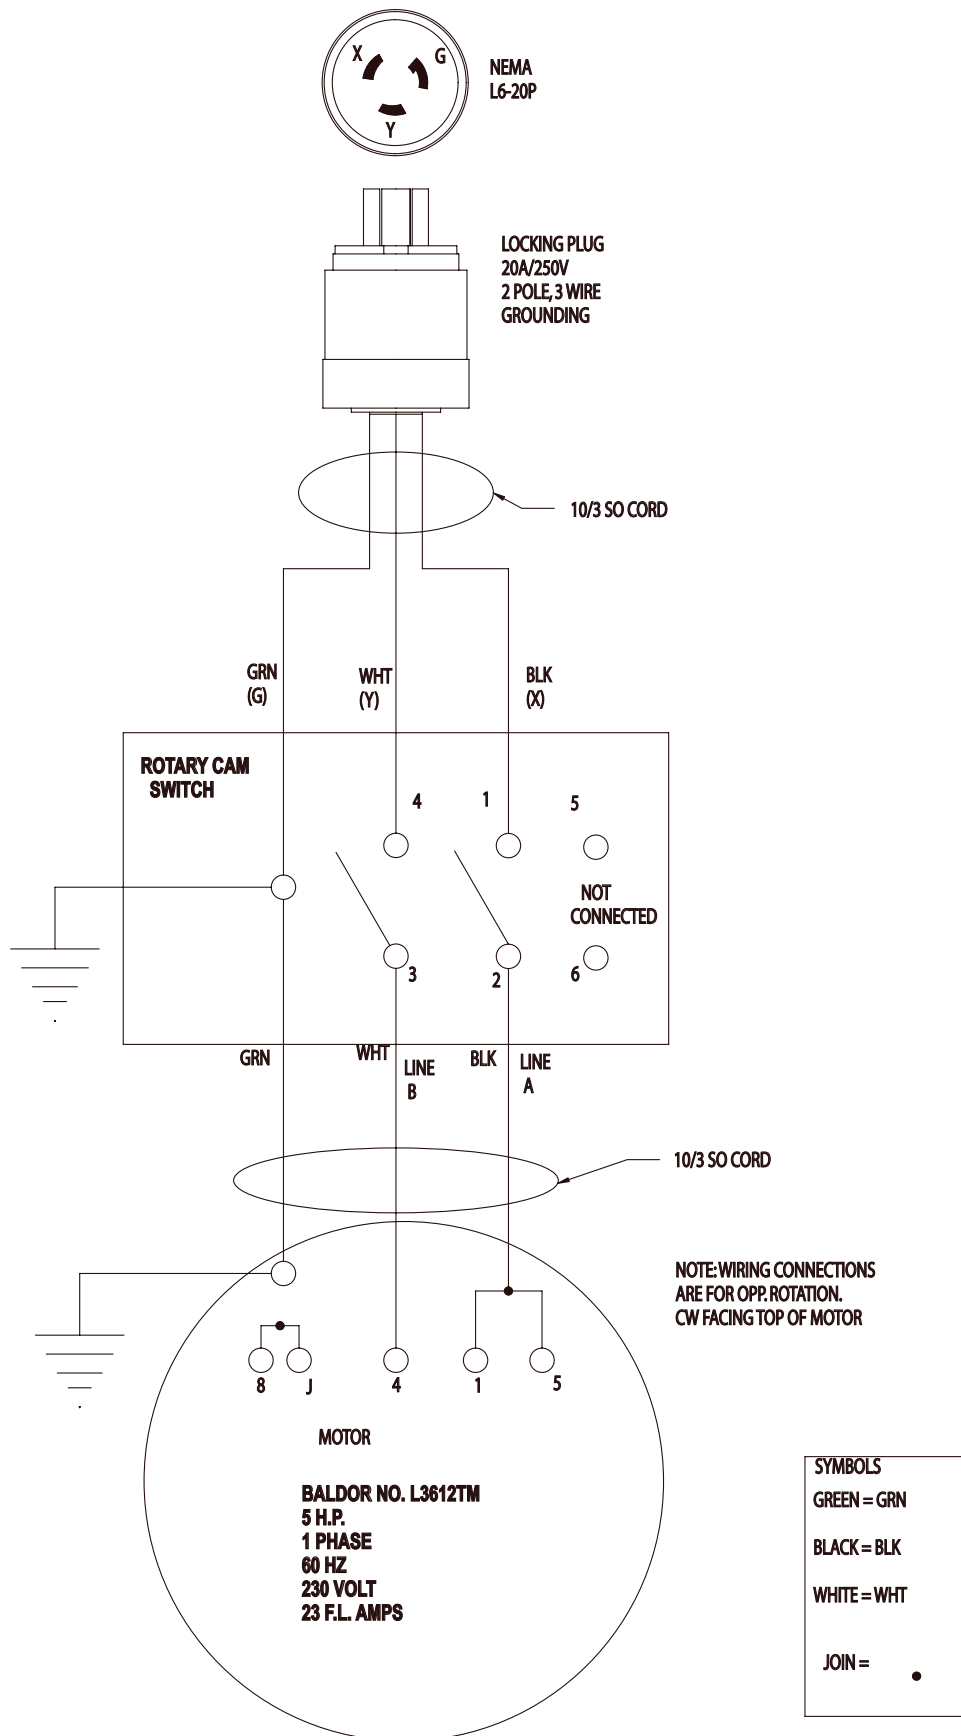 X
G
Y
NEMA
L6-20P
LOCKING PLUG
20A/250V
2 POLE, 3 WIRE
GROUNDING
10/3 SO CORD
GRN
(G)
WHT
(Y)
BLK
(X)
ROTARY CAM
SWITCH
4
1
5
NOT
CONNECTED
3
2
6
GRN
WHT
LINE
B
BLK
LINE
A
10/3 SO CORD
NOTE: WIRING CONNECTIONS
ARE FOR OPP. ROTATION.
CW FACING TOP OF MOTOR
8
J
4
1
5
MOTOR
BALDOR NO. L3612TM
5 H.P.
1 PHASE
60 HZ
230 VOLT
23 F.L. AMPS
SYMBOLS
GREEN = GRN
BLACK = BLK
WHITE = WHT
JOIN =